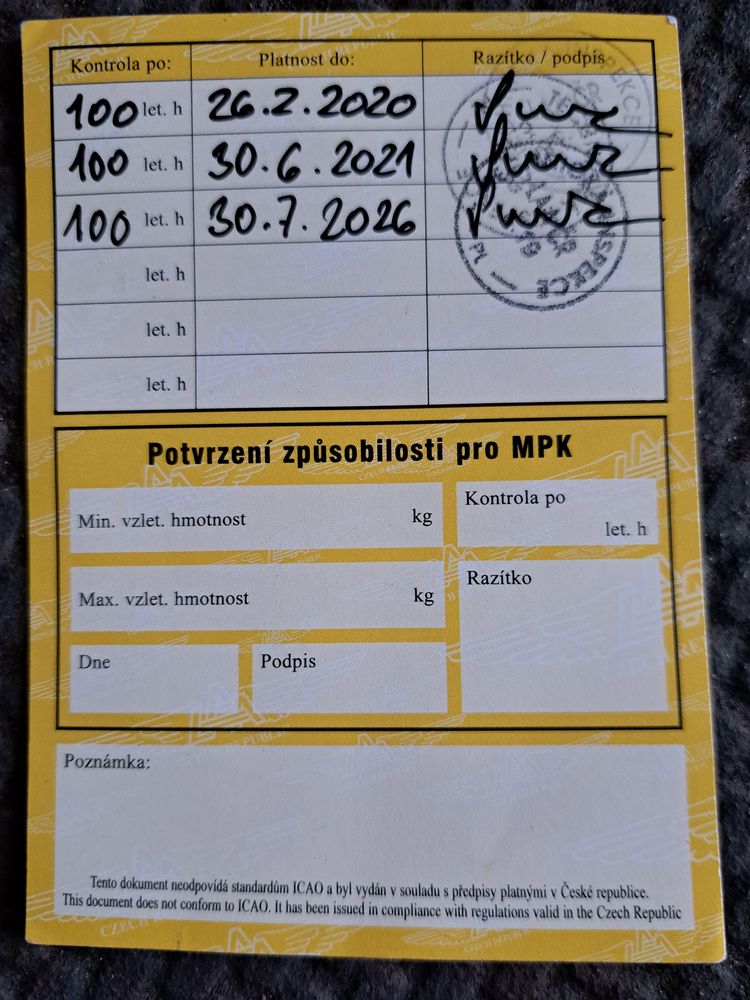 Kontrola po: Platnost do: Razítko / podpis
100 let. h 26.2.2020
100 let. h 30.6.2021
100 let. h 30.7.2026
let. h
let. h
let. h
Potvrzení způsobilosti pro MPK
Min. vzlet. hmotnost kg
Kontrola po
let. h
Max. vzlet. hmotnost kg
Razítko
Dne
Podpis
Poznámka:
Tento dokument neodpovídá standardům ICAO a byl vydán v souladu s předpisy platnými v České republice.
This document does not conform to ICAO. It has been issued in compliance with regulations valid in the Czech Republic